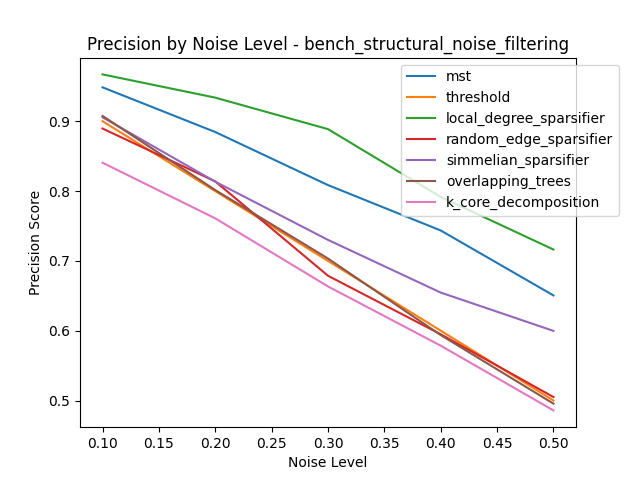 Precision by Noise Level - bench_structural_noise_filtering
mst
threshold
local_degree_sparsifier
random_edge_sparsifier
simmelian_sparsifier
overlapping_trees
k_core_decomposition
Precision Score
0.9
0.8
0.7
0.6
0.5
0.10 0.15 0.20 0.25 0.30 0.35 0.40 0.45 0.50
Noise Level